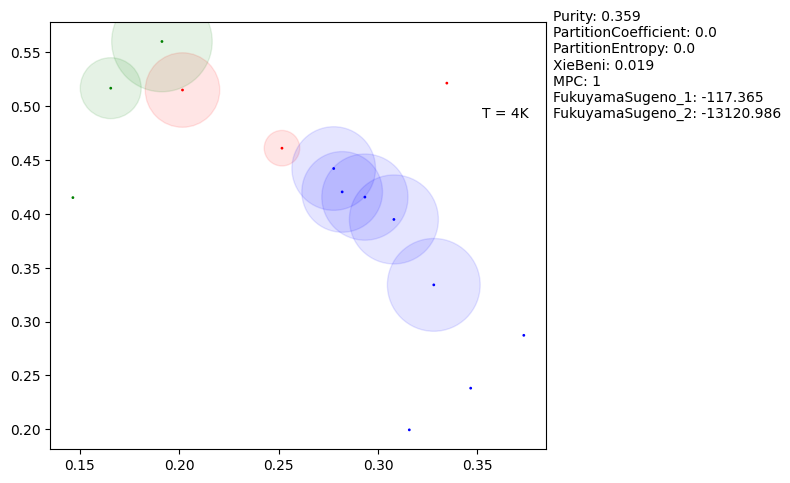 Purity: 0.359
PartitionCoefficient: 0.0
PartitionEntropy: 0.0
XieBeni: 0.019
MPC: 1
FukuyamaSugeno_1: -117.365
FukuyamaSugeno_2: -13120.986
T = 4K
0.55
0.50
0.45
0.40
0.35
0.30
0.25
0.20
0.15 0.20 0.25 0.30 0.35